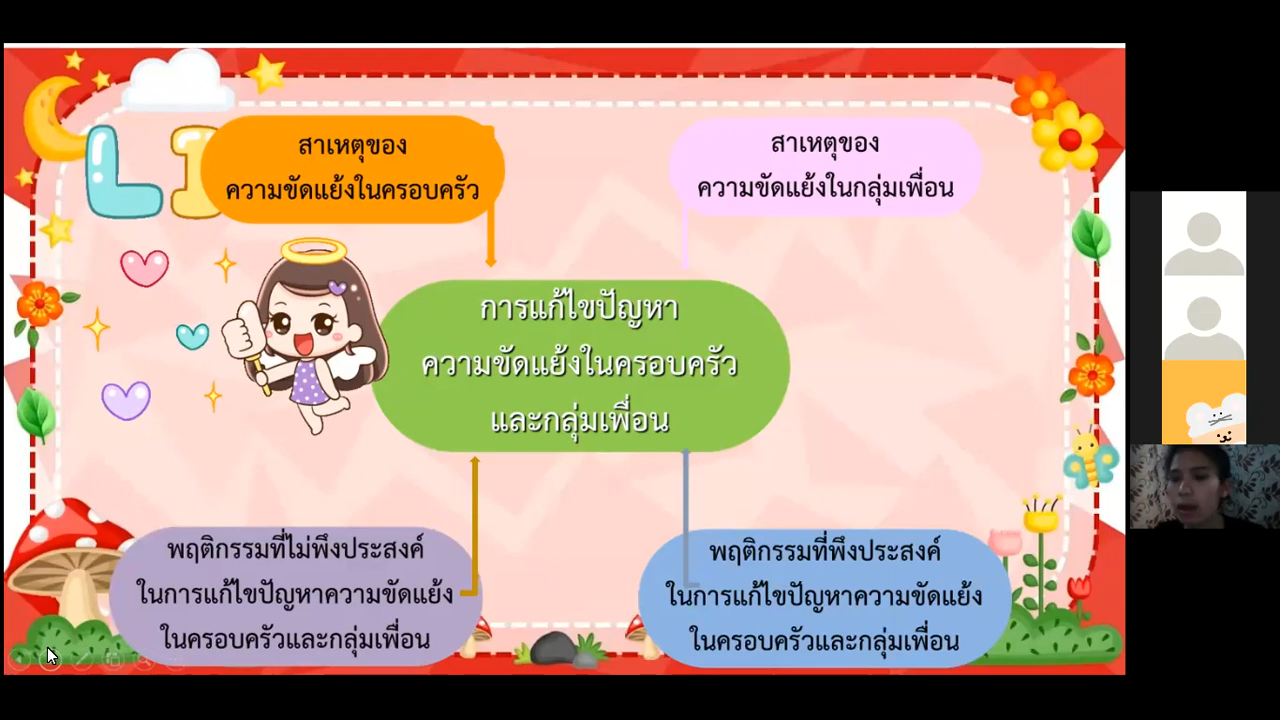 LI
สาเหตุของ
ความขัดแย้งในครอบครัว
สาเหตุของ
ความขัดแย้งในกลุ่มเพื่อน
การแก้ไขปัญหา
ความขัดแย้งในครอบครัว
และกลุ่มเพื่อน
พฤติกรรมที่ไม่พึงประสงค์
ในการแก้ไขปัญหาความขัดแย้ง
ในครอบครัวและกลุ่มเพื่อน
พฤติกรรมที่พึงประสงค์
ในการแก้ไขปัญหาความขัดแย้ง
ในครอบครัวและกลุ่มเพื่อน